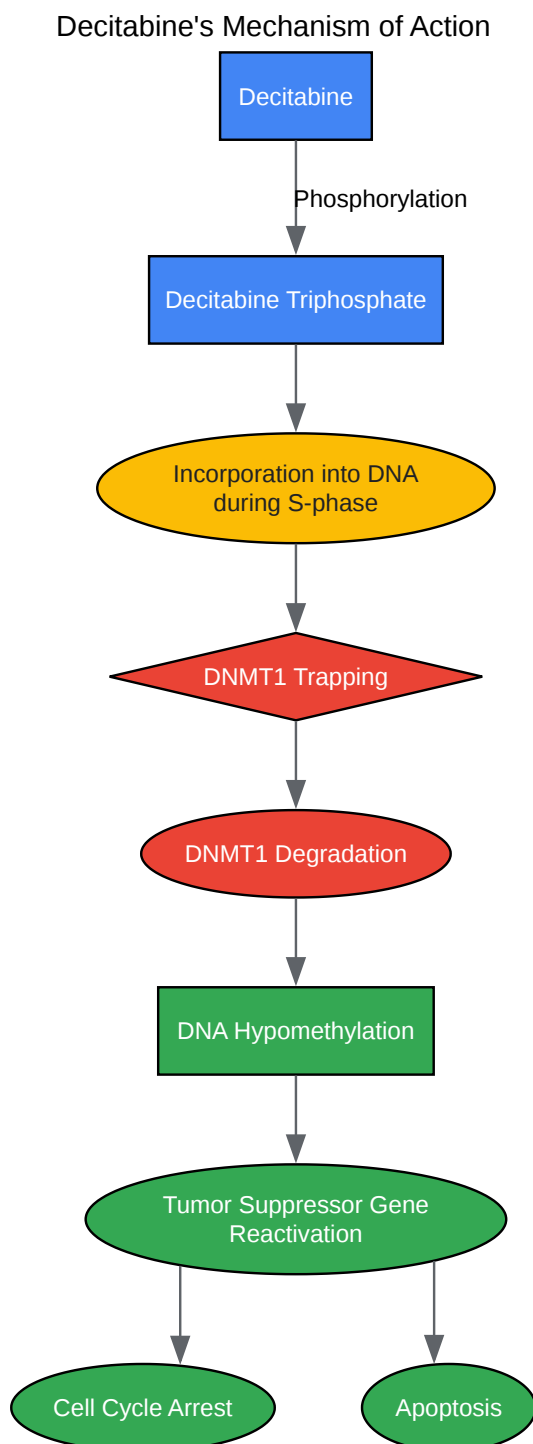 Decitabine's Mechanism of Action
Decitabine
Phosphorylation
Decitabine Triphosphate
Incorporation into DNA
during S-phase
DNMT1 Trapping
DNMT1 Degradation
DNA Hypomethylation
Tumor Suppressor Gene
Reactivation
Cell Cycle Arrest
Apoptosis